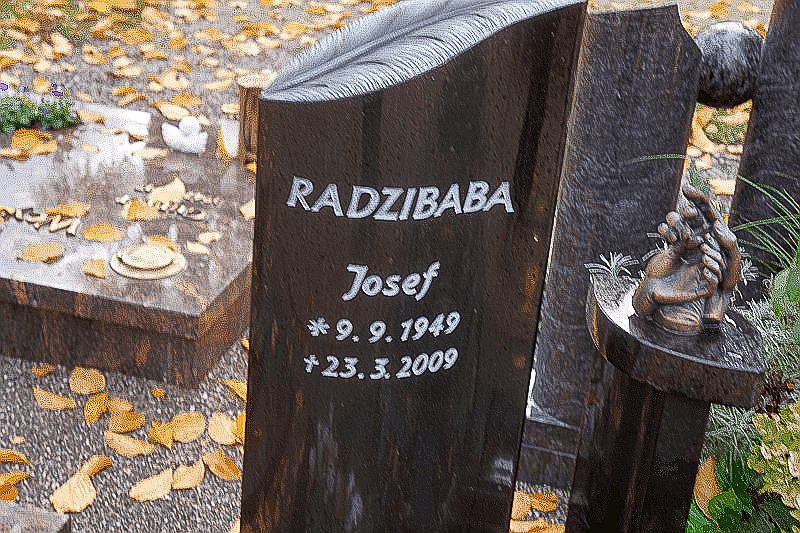 RADZIBABA
Josef
* 9. 9. 1949
† 23. 3. 2009